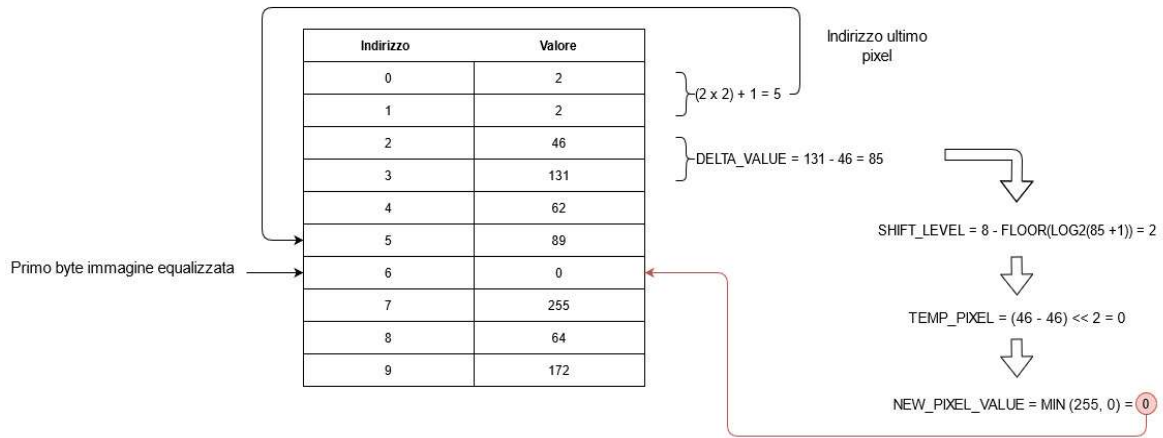 Indirizzo Valore
0 2
1 2
2 46
3 131
4 62
5 89
6 0
7 255
8 64
9 172
Indirizzo ultimo
pixel
(2 x 2) + 1 = 5
DELTA_VALUE = 131 - 46 = 85
SHIFT_LEVEL = 8 - FLOOR(LOG2(85 +1)) = 2
Primo byte immagine equalizzata
TEMP_PIXEL = (46 - 46) << 2 = 0
NEW_PIXEL_VALUE = MIN (255, 0) = 0